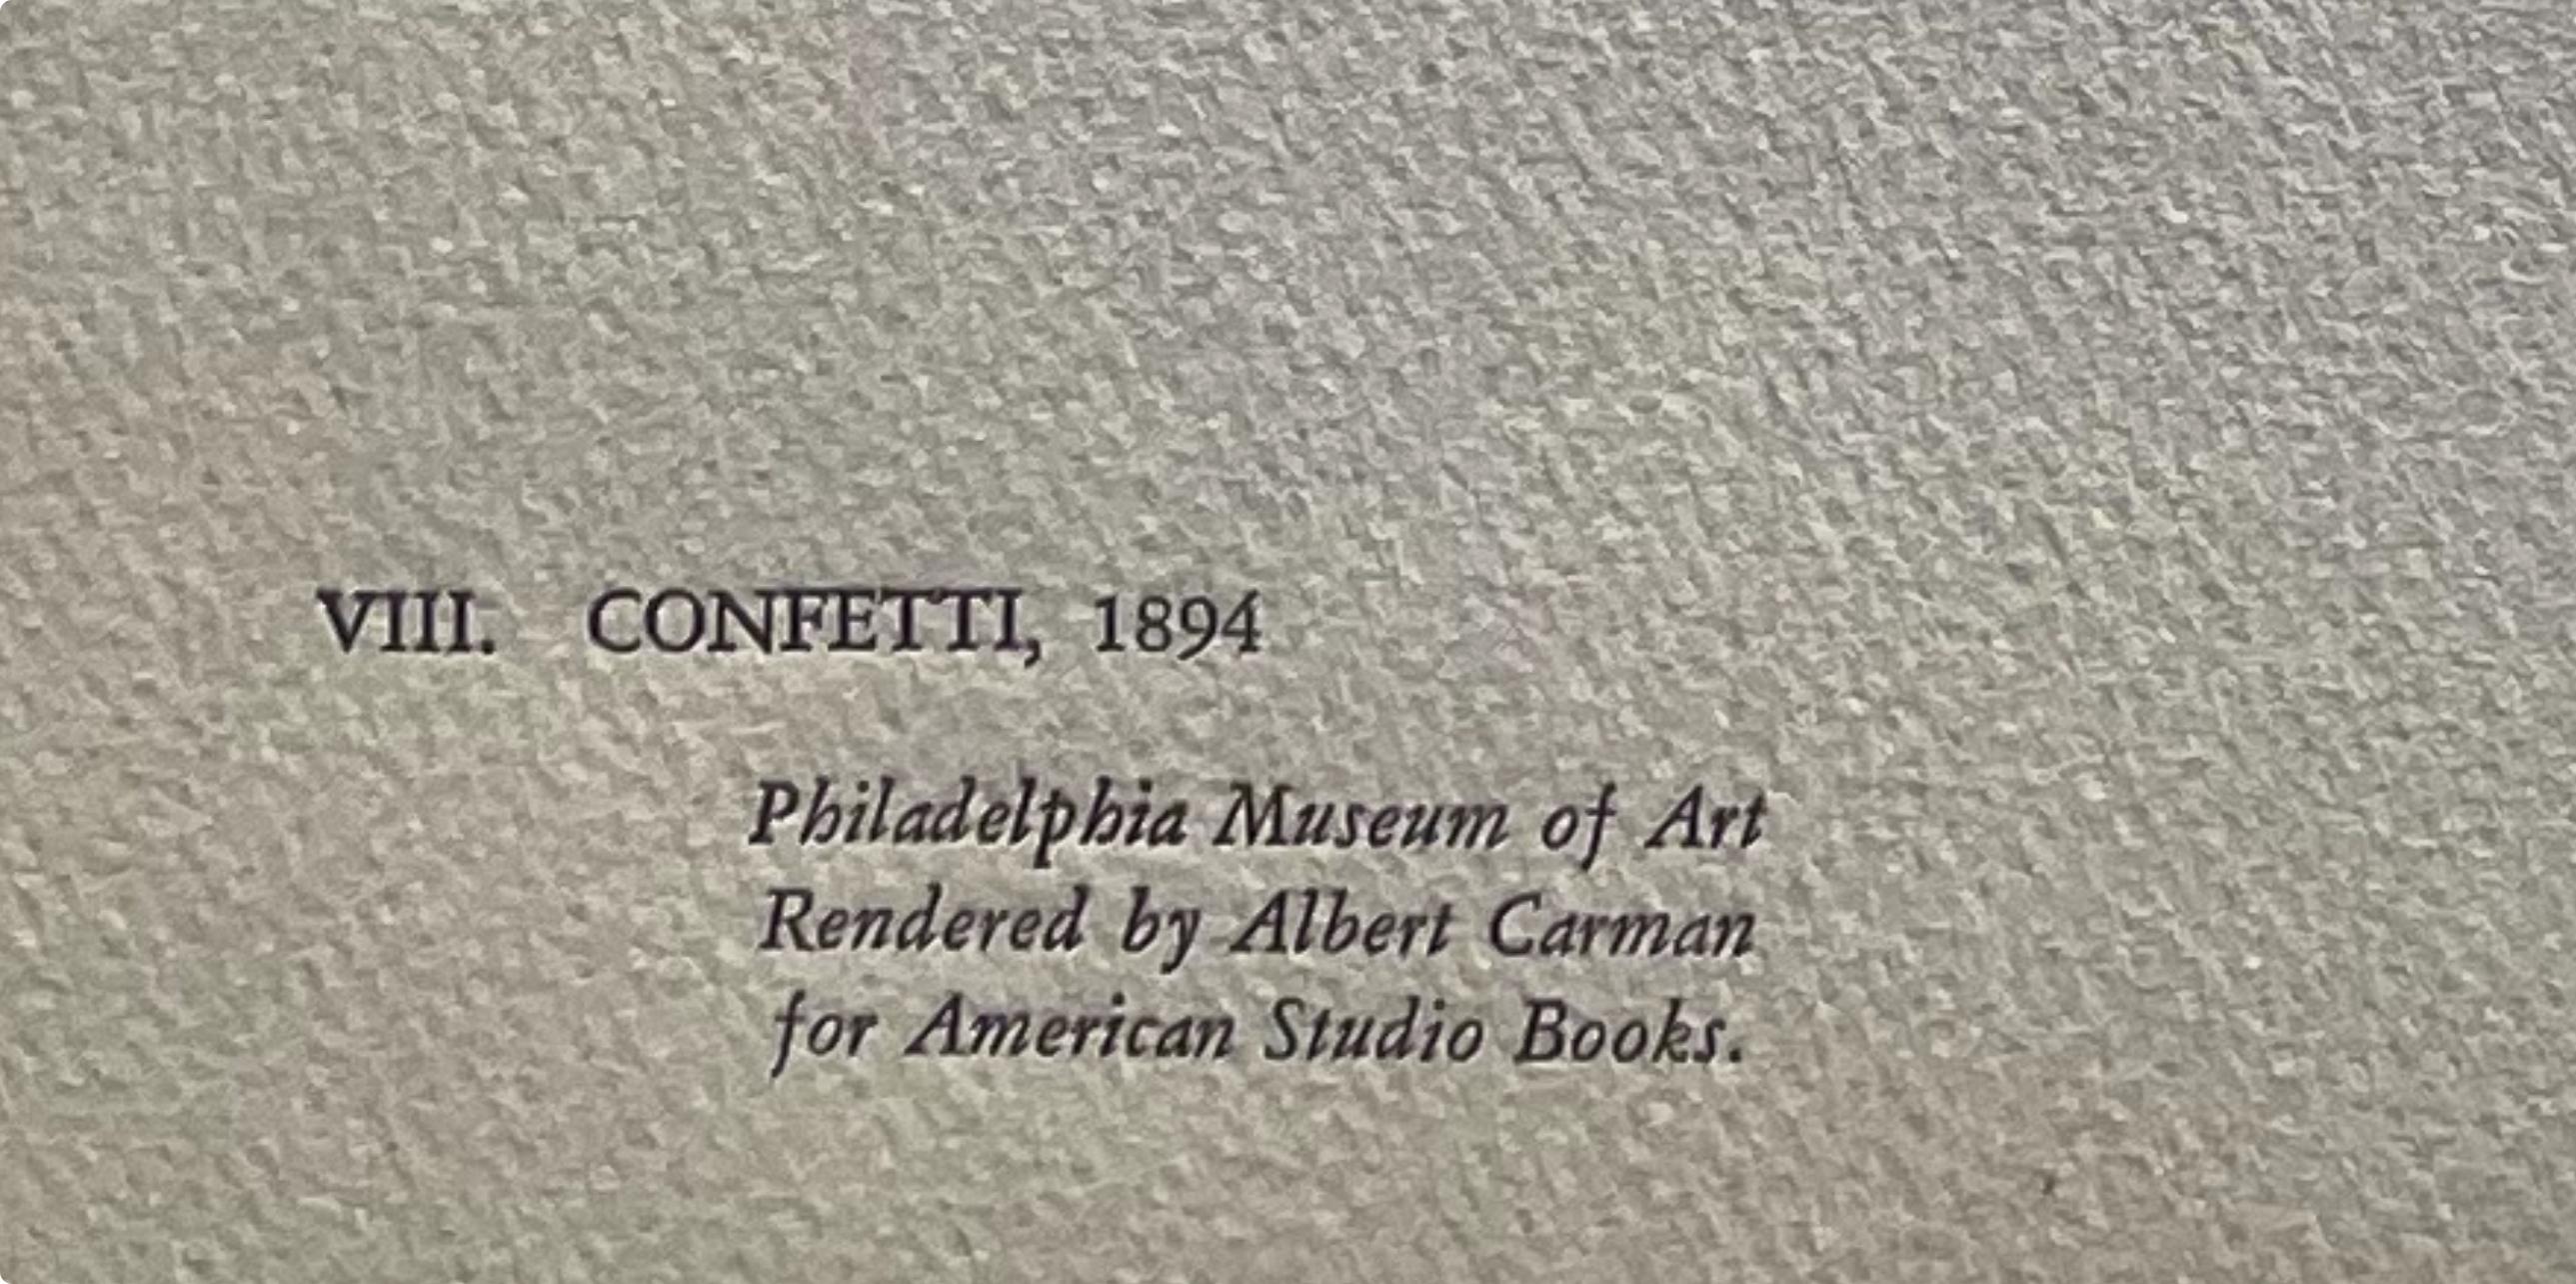 VIII. CONFETTI, 1894
Philadelphia Museum of Art
Rendered by Albert Carman
for American Studio Books.